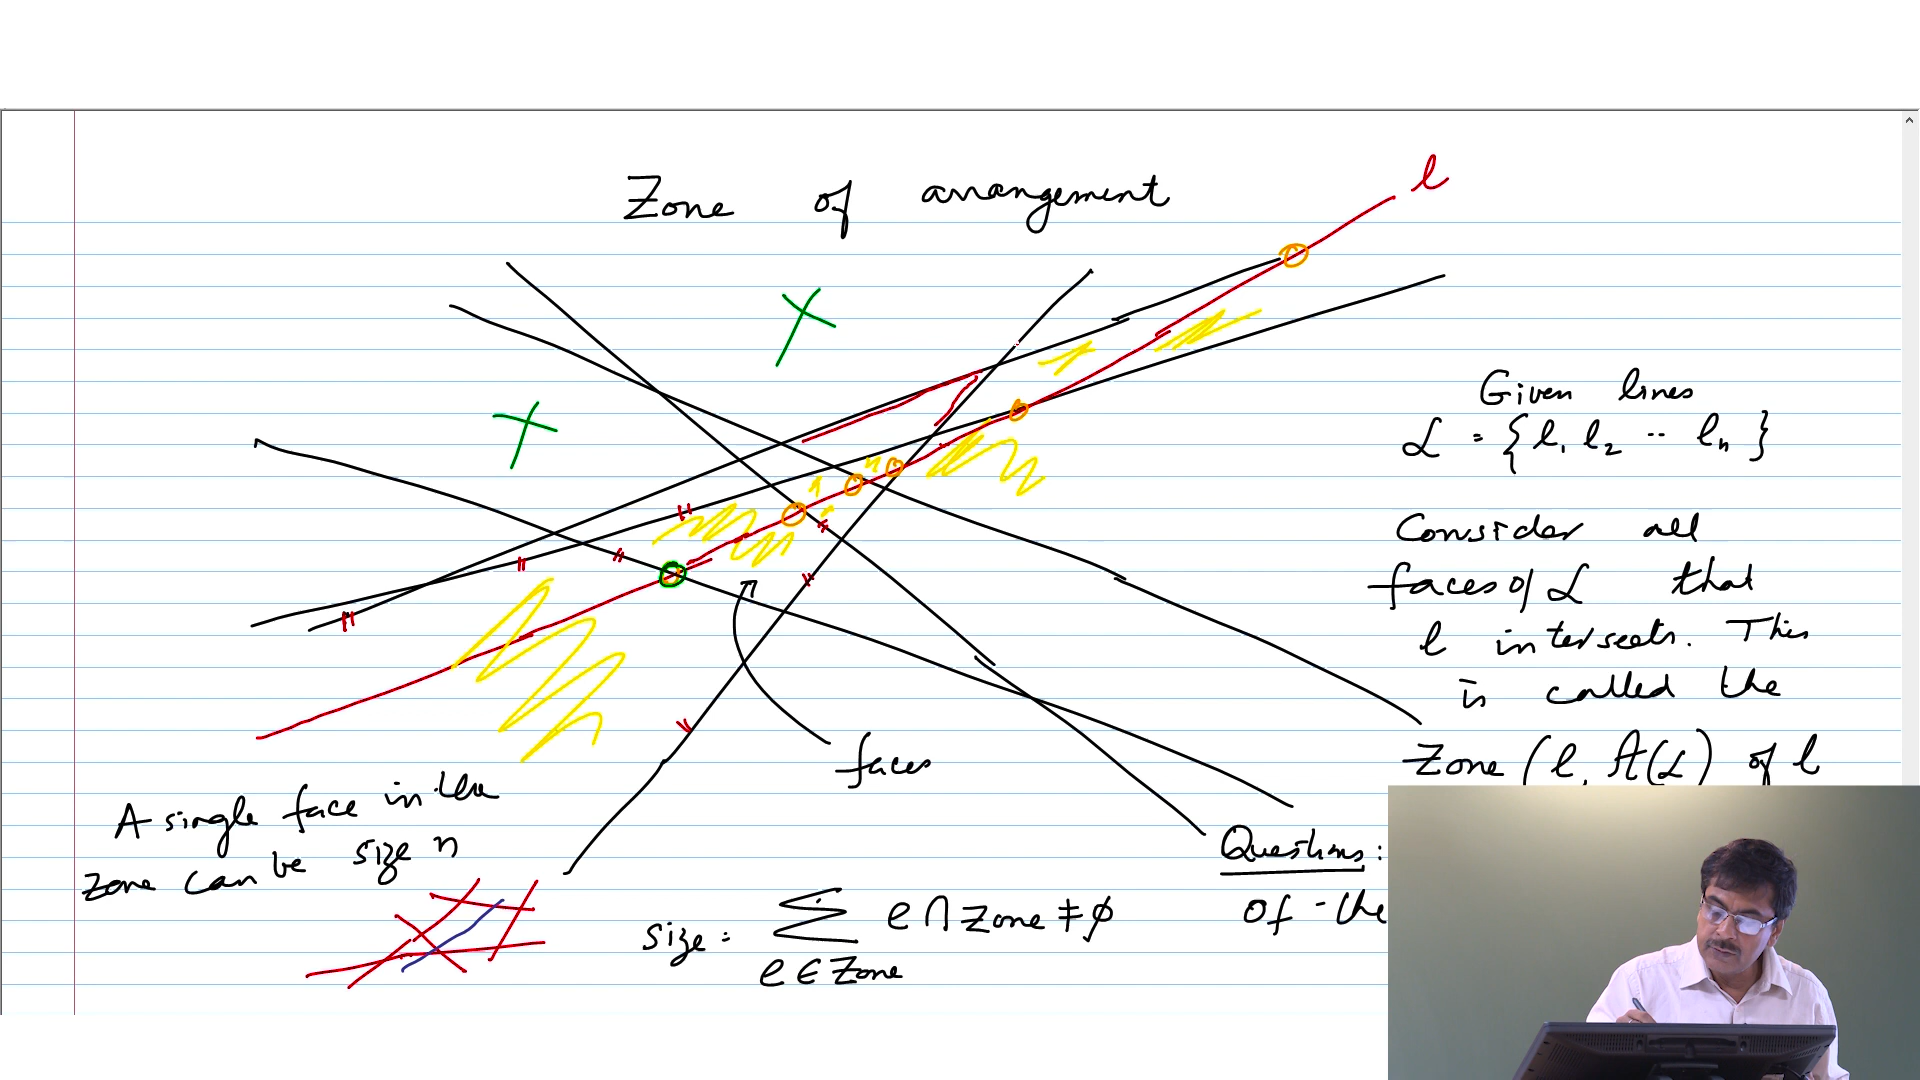 Zone of arrangement
l
Given lines
L = { l1 l2 .. ln }
Consider all
faces of L that
l intersects. This
is called the
Zone (l, A(L) of l
faces
A single face in the
zone can be size n
Questions:
of the
size = Σ e ∩ Zone ≠ φ
e ∈ Zone